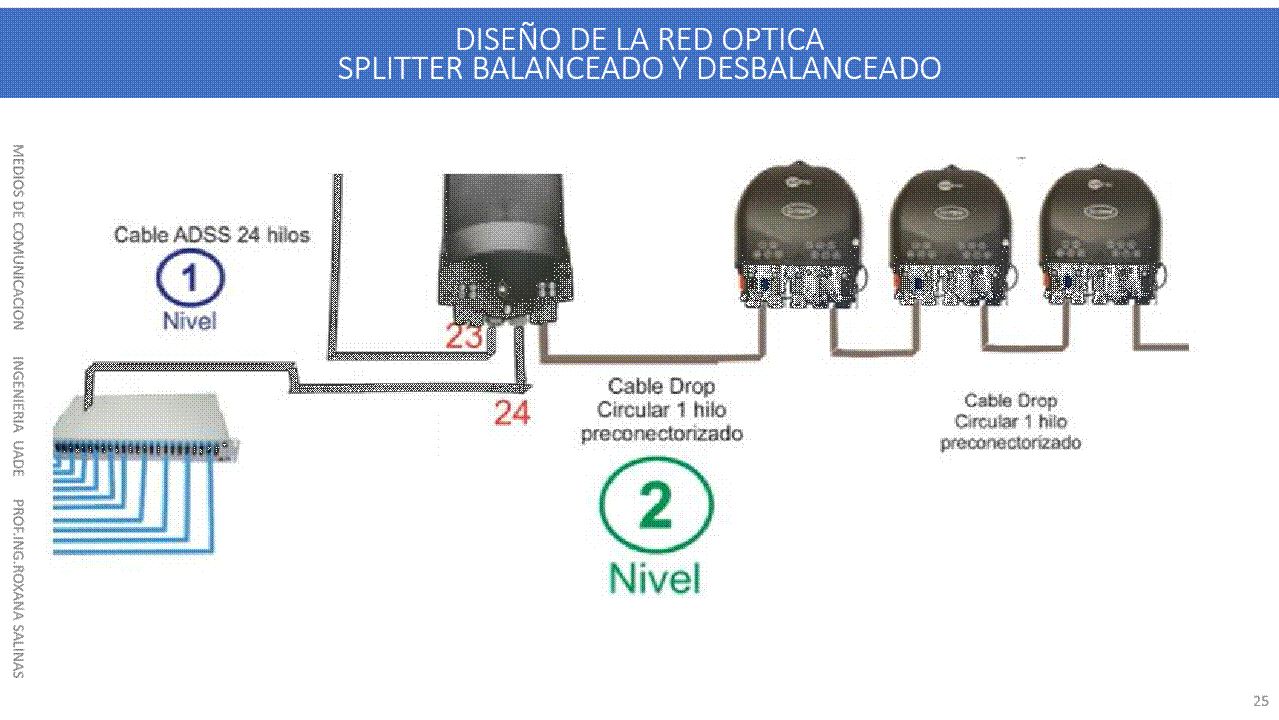 DISEÑO DE LA RED OPTICA
SPLITTER BALANCEADO Y DESBALANCEADO
MEDIOS DE COMUNICACION INGENIERIA UADE PROF.ING.ROXANA SALINAS
Cable ADSS 24 hilos
1
Nivel
23
24
Cable Drop
Circular 1 hilo
preconectorizado
2
Nivel
Cable Drop
Circular 1 hilo
preconectorizado
25